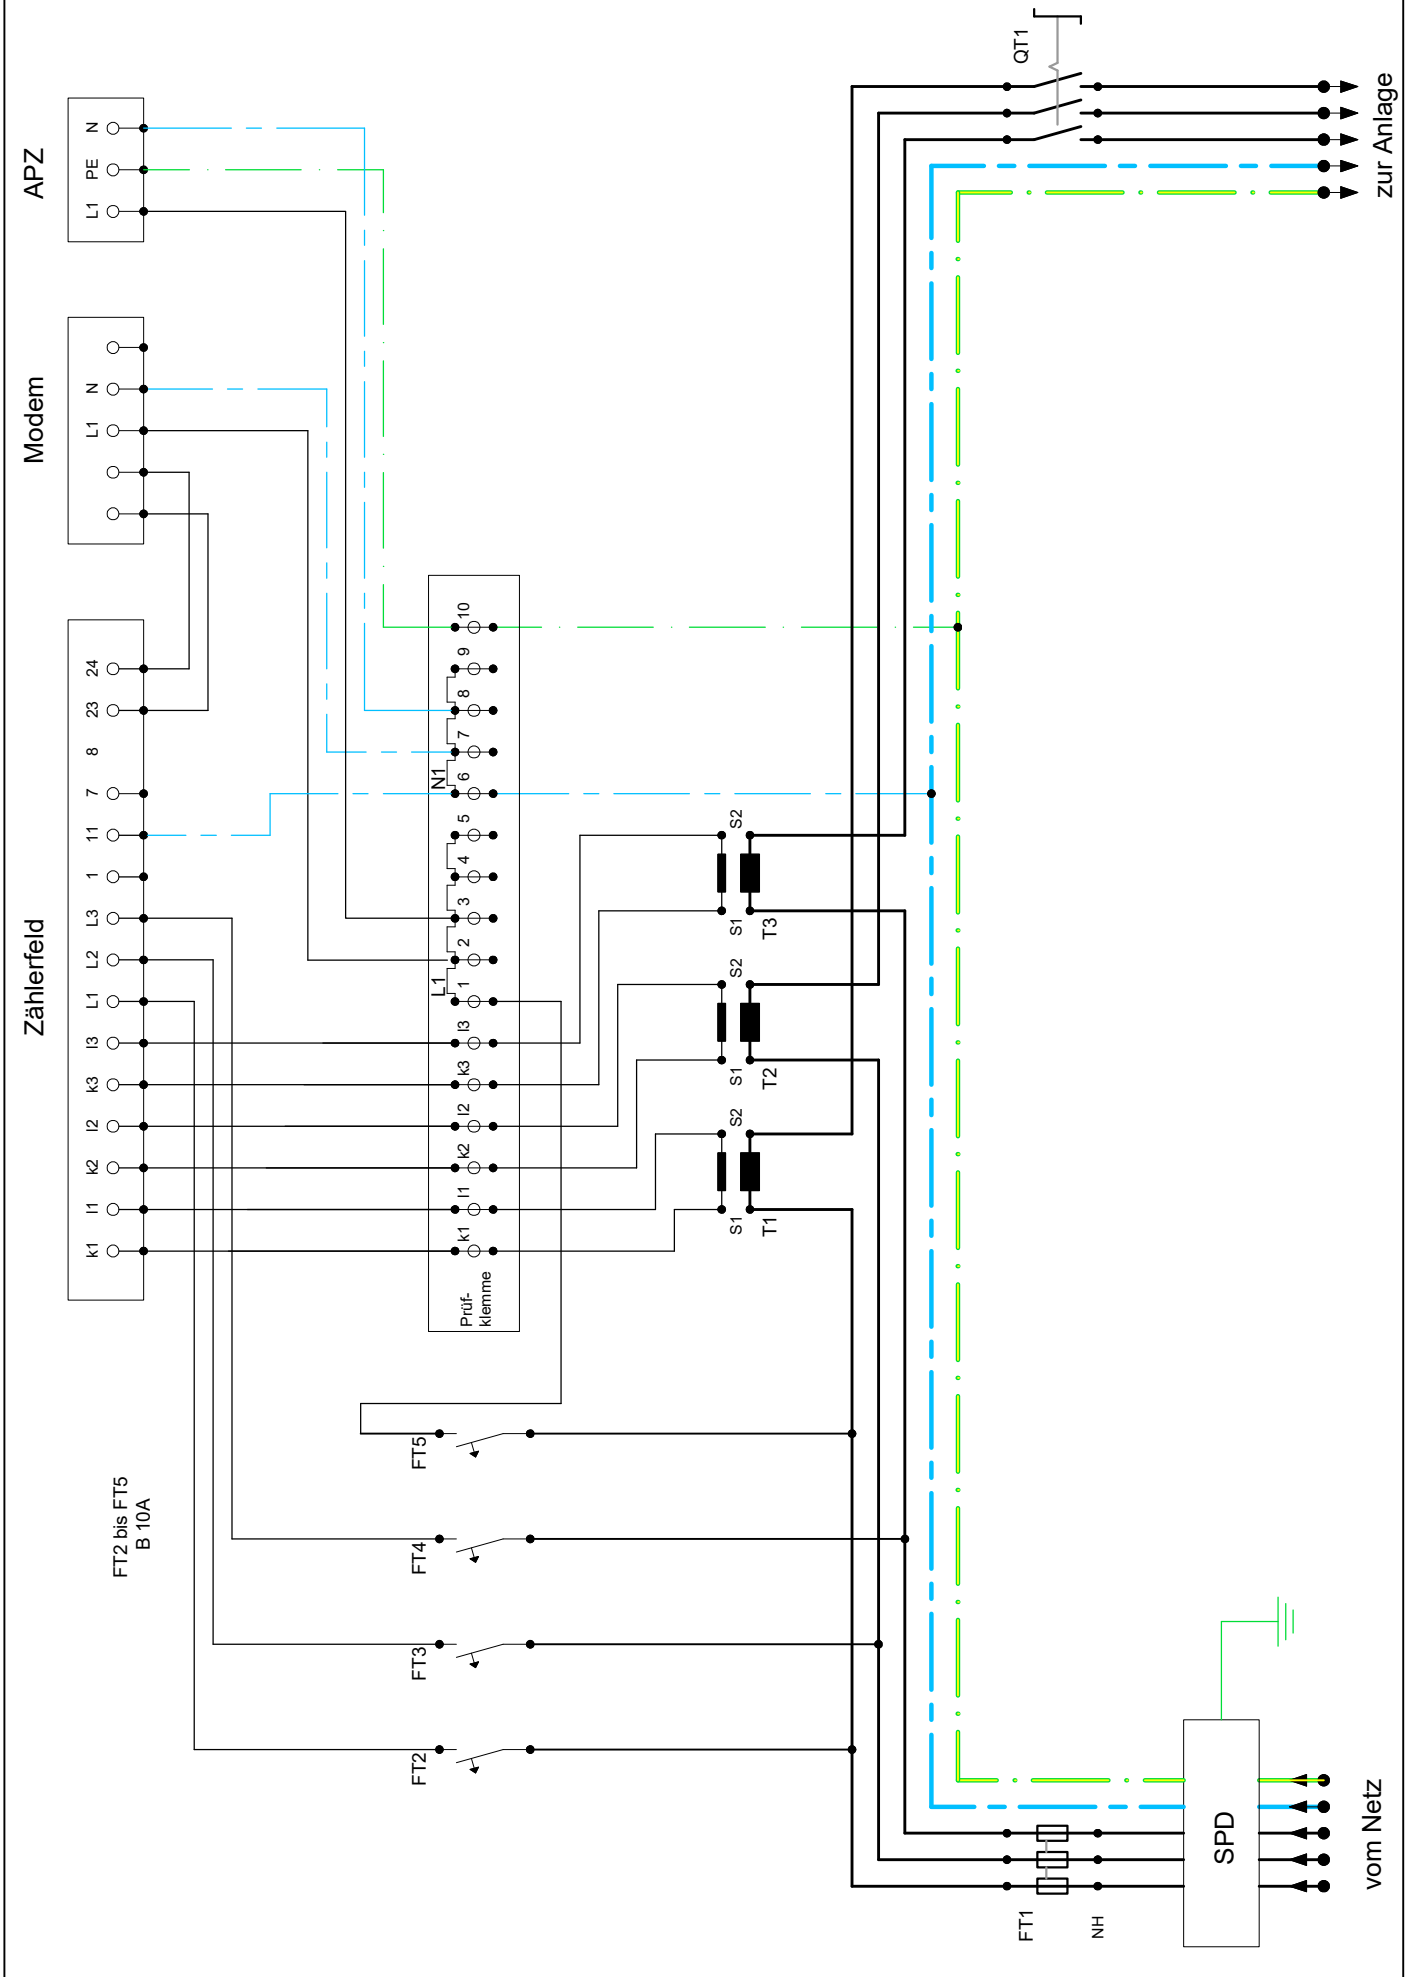 Zählerfeld
Modem
APZ
k1 l1 k2 l2 k3 l3 L1 L2 L3 1 11 7 8 23 24
L1 N
L1 PE N
FT2 bis FT5
B 10A
FT2
FT3
FT4
FT5
Prüf-
klemme
L1
N1
k1 l1 k2 l2 k3 l3 1 2 3 4 5 6 7 8 9 10
S1 S2
T1
S1 S2
T2
S1 S2
T3
FT1
NH
QT1
SPD
vom Netz
zur Anlage